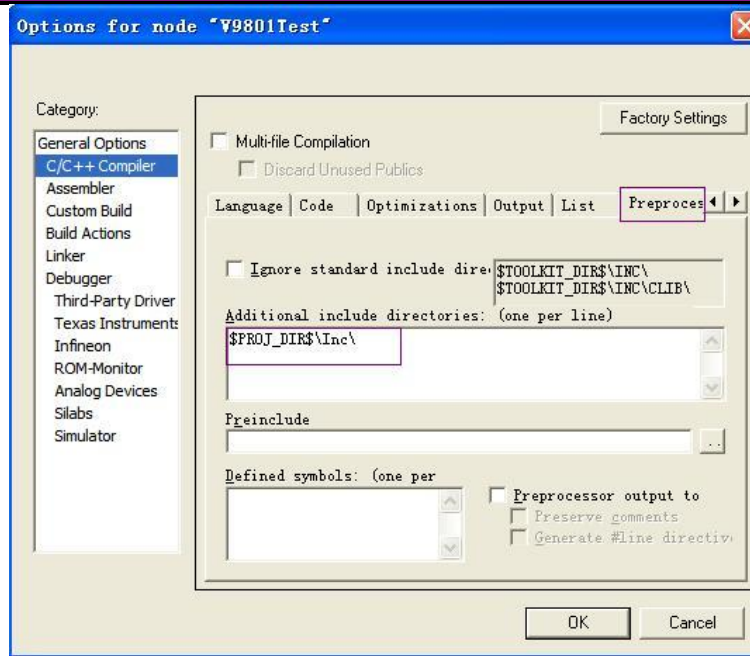 Options for node "V9801Test"
Category:
General Options
C/C++ Compiler
Assembler
Custom Build
Build Actions
Linker
Debugger
Third-Party Driver
Texas Instruments
Infineon
ROM-Monitor
Analog Devices
Silabs
Simulator
Factory Settings
Multi-file Compilation
Discard Unused Publics
Language Code Optimizations Output List Preproces
Ignore standard include dire
$TOOLKIT_DIR$\INC\
$TOOLKIT_DIR$\INC\CLIB\
Additional include directories: (one per line)
$PROJ_DIR$\Inc\
Preinclude
..
Defined symbols: (one per
Preprocessor output to
Preserve comments
Generate #line directiv
OK Cancel